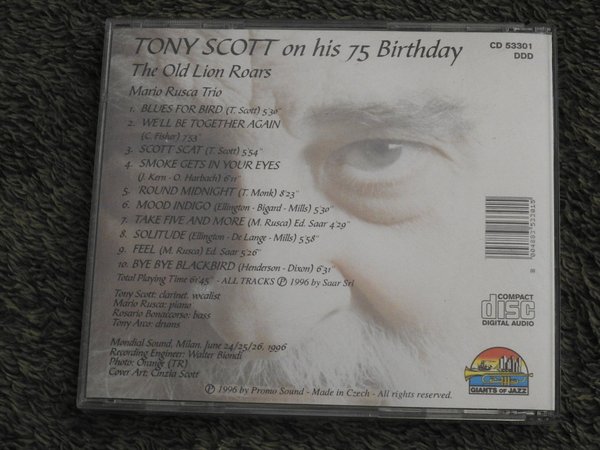 TONY SCOTT on his 75 Birthday
CD 53301
DDD
The Old Lion Roars
Mario Rusca Trio
1. BLUES FOR BIRD (T. Scott) 5'30"
2. WE'LL BE TOGETHER AGAIN
(C. Fisher) 7'53"
3. SCOTT SCAT (T. Scott) 5'54"
4. SMOKE GETS IN YOUR EYES
(J. Kern - O. Harbach) 6'11"
5. 'ROUND MIDNIGHT (T. Monk) 8'23"
6. MOOD INDIGO (Ellington - Bigard - Mills) 5'30"
7. TAKE FIVE AND MORE (M. Rusca) Ed. Saar 4'29"
8. SOLITUDE (Ellington - De Lange - Mills) 5'58"
9. FEEL (M. Rusca) Ed. Saar 5'26"
10. BYE BYE BLACKBIRD (Henderson - Dixon) 6'31
Total Playing Time 61'45" - ALL TRACKS ℗ 1996 by Saar Srl
Tony Scott: clarinet, vocalist
Mario Rusca: piano
Rosario Bonaccorso: bass
Tony Arco: drums
Mondial Sound, Milan, June 24/25/26, 1996
Recording Engineer: Walter Biondi
Photo: Orange (TR)
Cover Art: Cinzia Scott
℗ 1996 by Promo Sound - Made in Czech - All rights reserved.
COMPACT
disc
DIGITAL AUDIO
GIANTS OF JAZZ